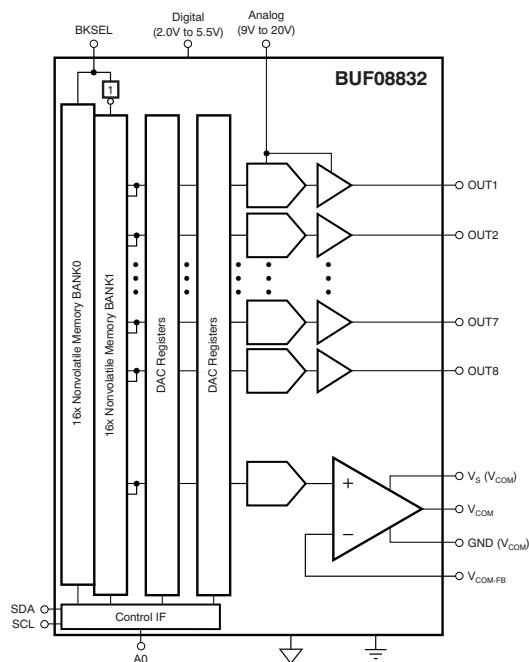 Digital
(2.0V to 5.5V)
Analog
(9V to 20V)
BKSEL
BUF08832
1
16x Nonvolatile Memory BANK0
16x Nonvolatile Memory BANK1
DAC Registers
DAC Registers
OUT1
OUT2
OUT7
OUT8
+
−
VS (VCOM)
VCOM
GND (VCOM)
VCOM-FB
SDA
SCL
Control IF
A0